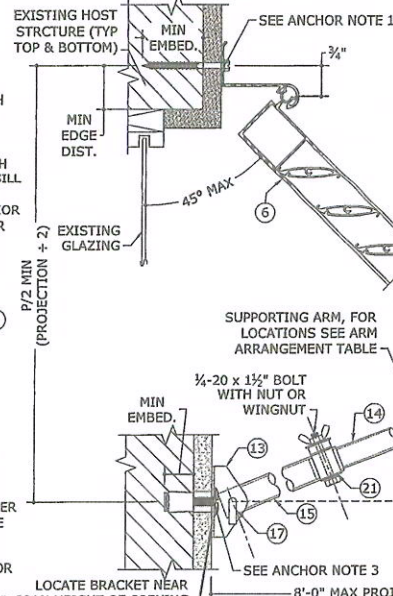 EXISTING HOST
STRCTURE (TYP
TOP & BOTTOM)
MIN
EMBED.
SEE ANCHOR NOTE 1
3/4"
MIN
EDGE
DIST.
45° MAX
6
EXISTING
GLAZING
P/2 MIN
(PROJECTION ÷ 2)
SUPPORTING ARM, FOR
LOCATIONS SEE ARM
ARRANGEMENT TABLE
1/4-20 x 1 1/2" BOLT
WITH NUT OR
WINGNUT
MIN
EMBED.
13
14
15
17
21
SEE ANCHOR NOTE 3
LOCATE BRACKET NEAR
8'-0" MAX